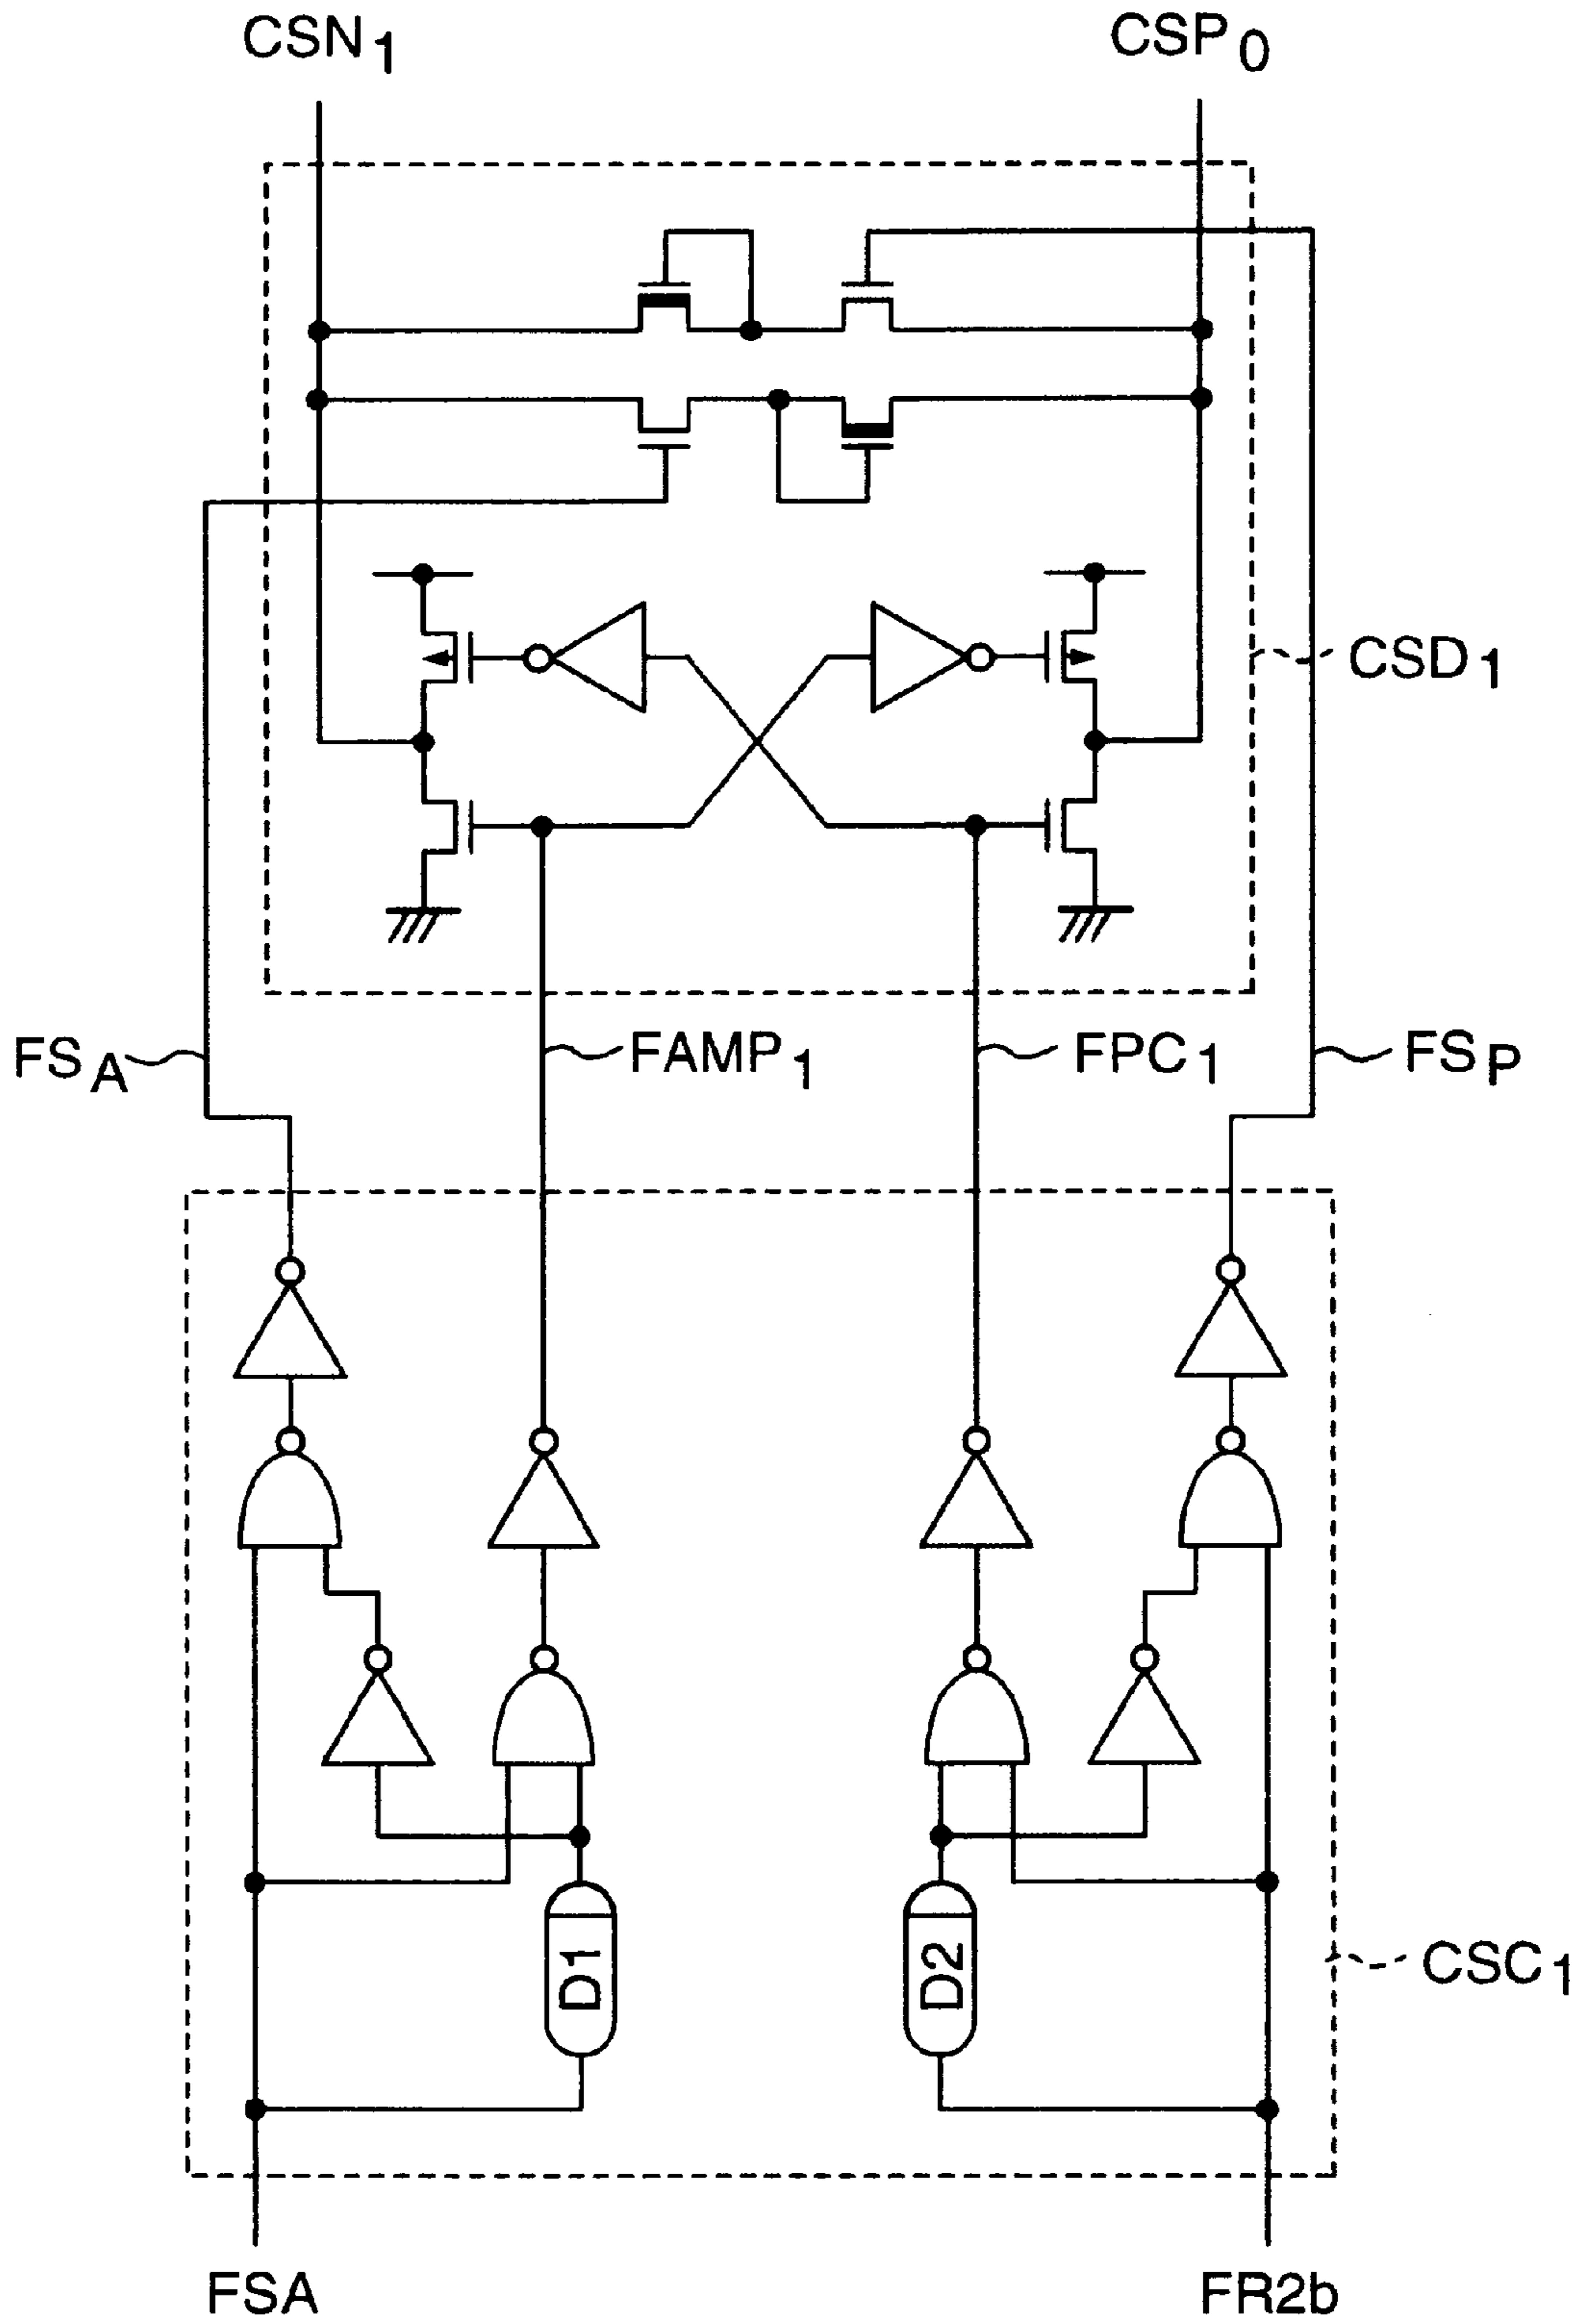 CSN1 CSP0
CSD1
FSA FAMP1 FPC1 FSP
D1 D2
CSC1
FSA FR2b